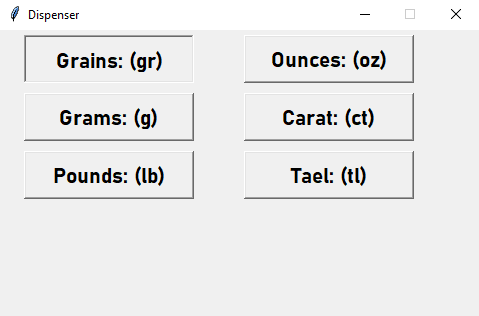 Dispenser
Grains: (gr)
Ounces: (oz)
Grams: (g)
Carat: (ct)
Pounds: (lb)
Tael: (tl)